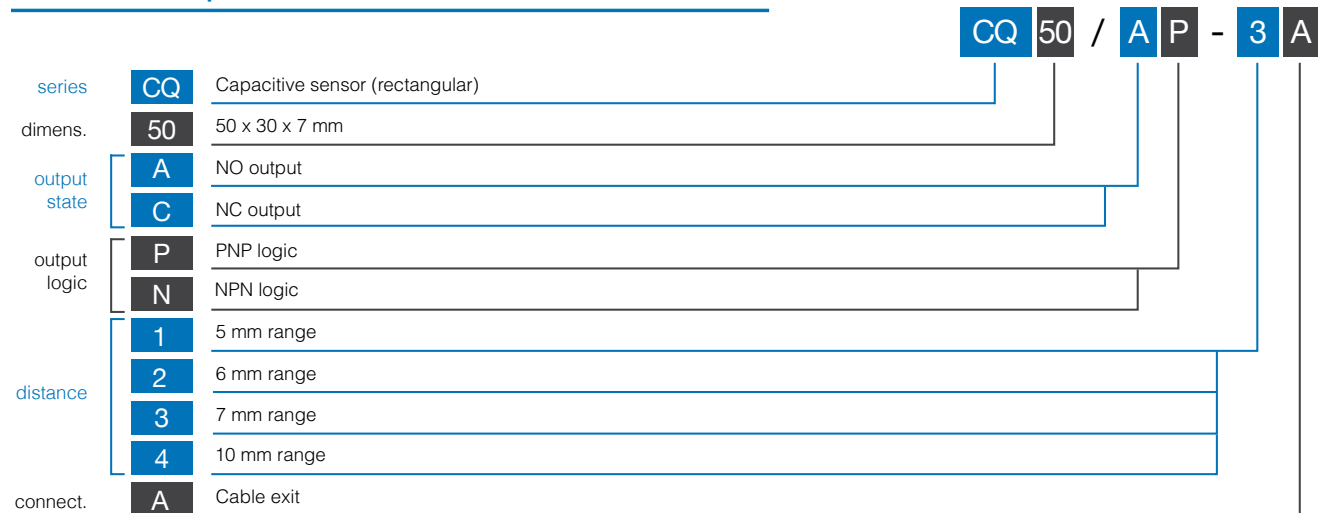 CQ 50 / A P - 3 A
series CQ Capacitive sensor (rectangular)
dimens. 50 50 x 30 x 7 mm
output state
A NO output
C NC output
output logic
P PNP logic
N NPN logic
distance
1 5 mm range
2 6 mm range
3 7 mm range
4 10 mm range
connect. A Cable exit